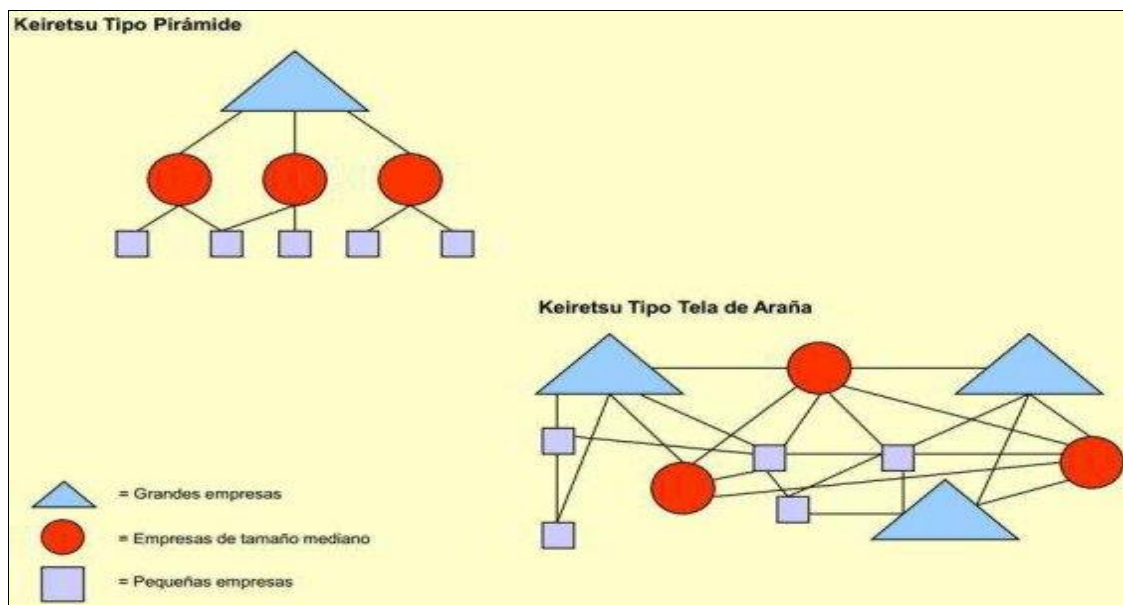 Keiretsu Tipo Pirámide
Keiretsu Tipo Tela de Araña
= Grandes empresas
= Empresas de tamaño mediano
= Pequeñas empresas